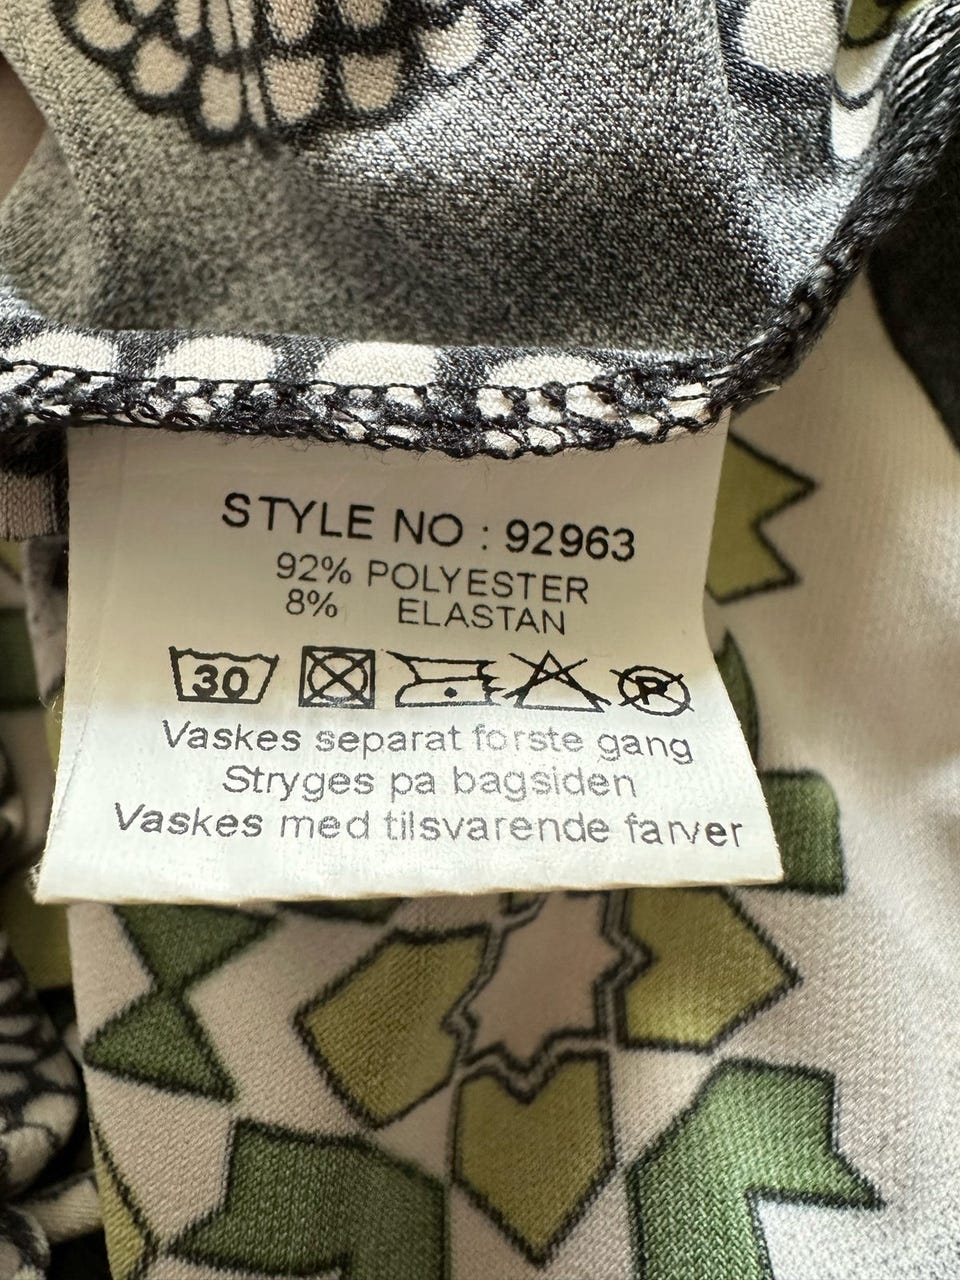 STYLE NO : 92963
92% POLYESTER
8% ELASTAN
30 P
Vaskes separat forste gang
Stryges pa bagsiden
Vaskes med tilsvarende farver